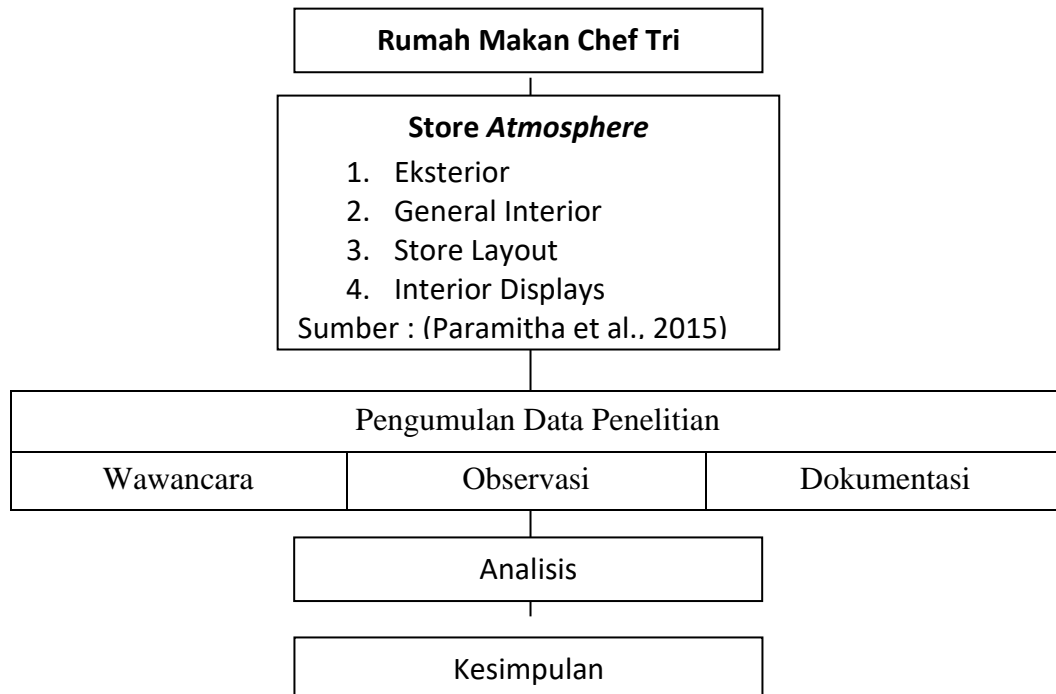 Rumah Makan Chef Tri
Store Atmosphere
1. Eksterior
2. General Interior
3. Store Layout
4. Interior Displays
Sumber : (Paramitha et al., 2015)
Pengumulan Data Penelitian
Wawancara Observasi Dokumentasi
Analisis
Kesimpulan